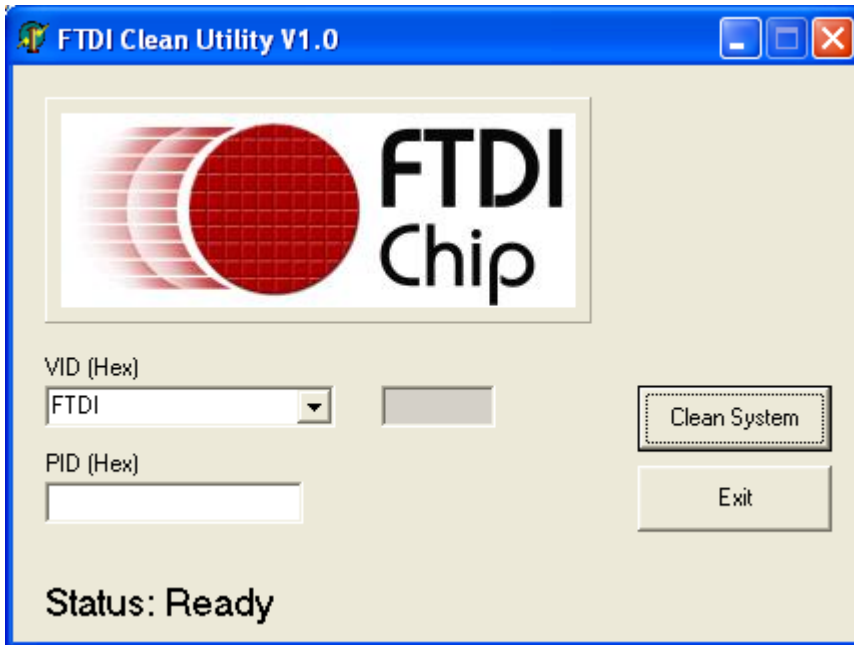 FTDI Clean Utility V1.0
FTDI
Chip
VID (Hex)
FTDI
Clean System
PID (Hex)
Exit
Status: Ready